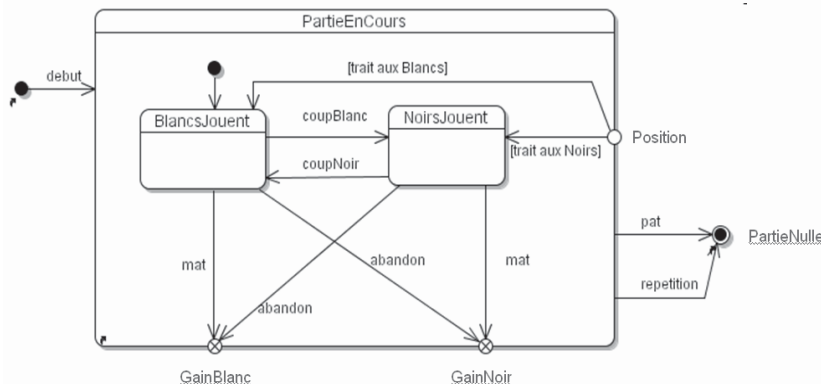 PartieEnCours
debut
[trait aux Blancs]
BlancsJouent
coupBlanc
NoirsJouent
Position
[trait aux Noirs]
coupNoir
pat
PartieNulle
mat
abandon
mat
repetition
abandon
GainBlanc
GainNoir